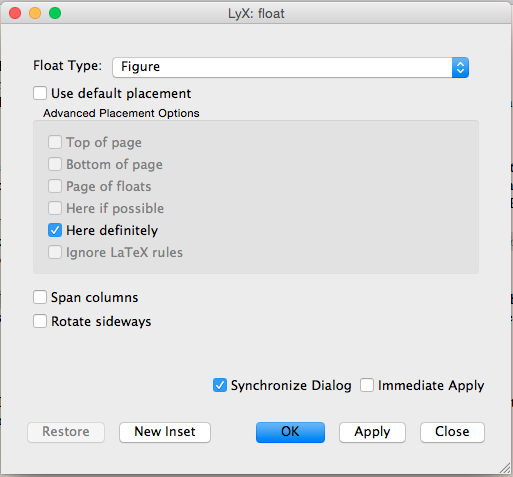 LyX: float
Float Type: Figure
Use default placement
Advanced Placement Options
Top of page
Bottom of page
Page of floats
Here if possible
Here definitely
Ignore LaTeX rules
Span columns
Rotate sideways
Synchronize Dialog Immediate Apply
Restore New Inset OK Apply Close